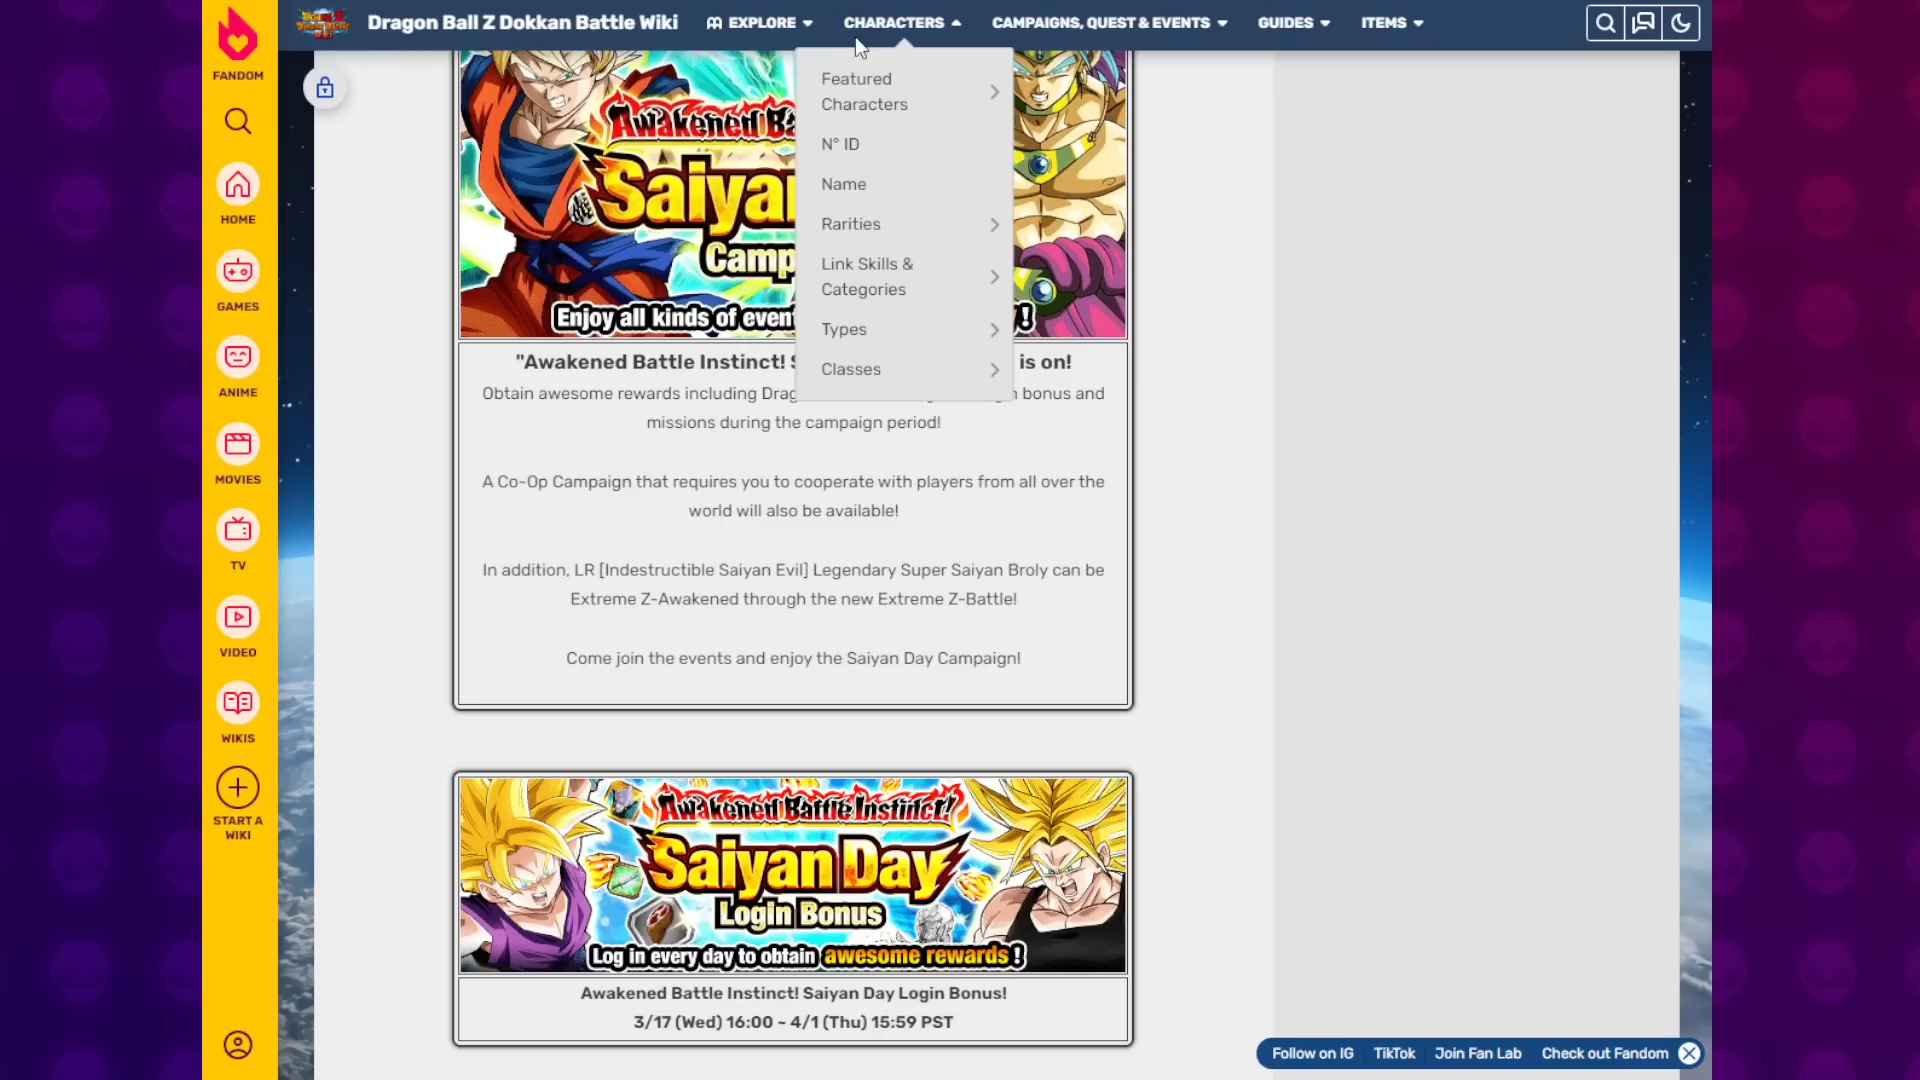 FANDOM
HOME
GAMES
ANIME
MOVIES
TV
VIDEO
WIKIS
START A
WIKI
Dragon Ball Z Dokkan Battle Wiki
EXPLORE
CHARACTERS
CAMPAIGNS, QUEST & EVENTS
GUIDES
ITEMS
Featured
Characters
N° ID
Name
Rarities
Link Skills &
Categories
Types
Classes
Awakened
Saiya
Camp
Enjoy all kinds of even
"Awakened Battle Instinct! is on!
Obtain awesome rewards including Drag bonus and
missions during the campaign period!
A Co-Op Campaign that requires you to cooperate with players from all over the
world will also be available!
In addition, LR [Indestructible Saiyan Evil] Legendary Super Saiyan Broly can be
Extreme Z-Awakened through the new Extreme Z-Battle!
Come join the events and enjoy the Saiyan Day Campaign!
Awakened Battle Instinct!
Saiyan Day
Login Bonus
Log in every day to obtain awesome rewards!
Awakened Battle Instinct! Saiyan Day Login Bonus!
3/17 (Wed) 16:00 ~ 4/1 (Thu) 15:59 PST
Follow on IG TikTok Join Fan Lab Check out Fandom